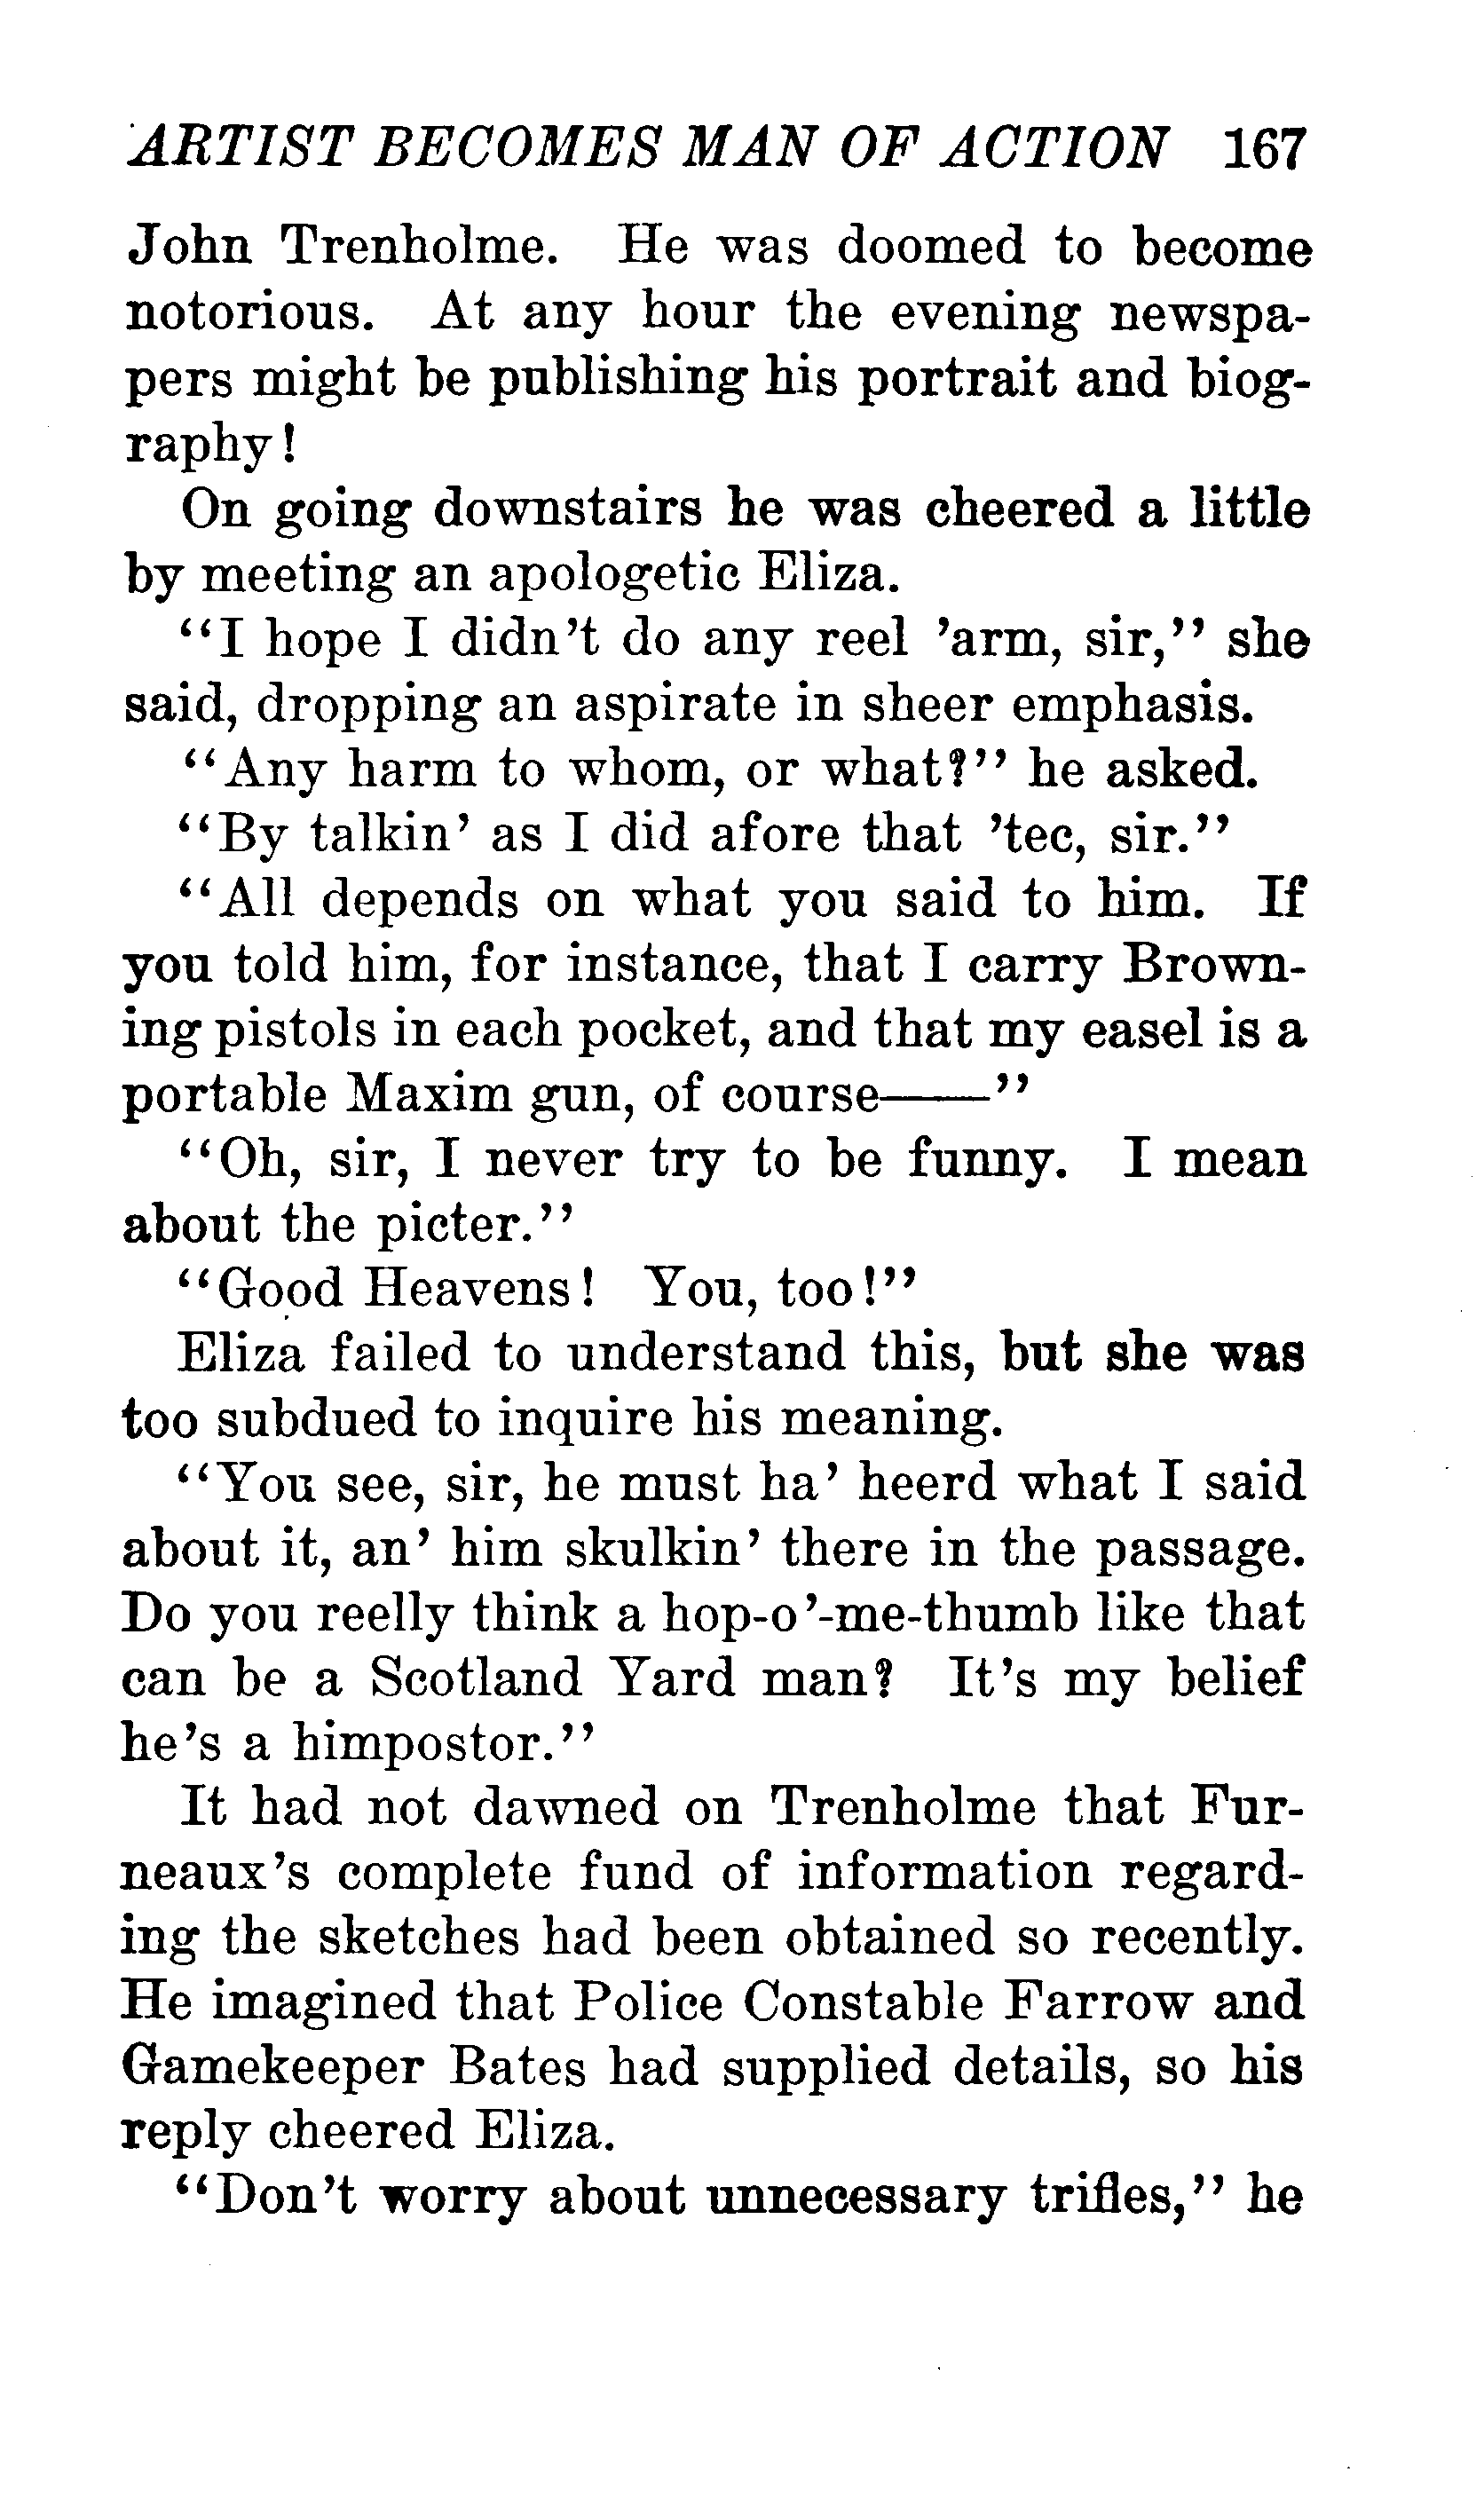 ARTIST BECOMES MAN OF ACTION 167
John Trenholme. He was doomed to become
notorious. At any hour the evening newspa-
pers might be publishing his portrait and biog-
raphy!
On going downstairs he was cheered a little
by meeting an apologetic Eliza.
"I hope I didn't do any reel 'arm, sir," she
said, dropping an aspirate in sheer emphasis.
"Any harm to whom, or what?" he asked.
"By talkin' as I did afore that 'tec, sir."
"All depends on what you said to him. If
you told him, for instance, that I carry Brown-
ing pistols in each pocket, and that my easel is a
portable Maxim gun, of course——"
"Oh, sir, I never try to be funny. I mean
about the picter."
"Good Heavens! You, too!"
Eliza failed to understand this, but she was
too subdued to inquire his meaning.
"You see, sir, he must ha' heerd what I said
about it, an' him skulkin' there in the passage.
Do you reelly think a hop-o'-me-thumb like that
can be a Scotland Yard man? It's my belief
he's a himpostor."
It had not dawned on Trenholme that Fur-
neaux's complete fund of information regard-
ing the sketches had been obtained so recently.
He imagined that Police Constable Farrow and
Gamekeeper Bates had supplied details, so his
reply cheered Eliza.
"Don't worry about unnecessary trifles," he